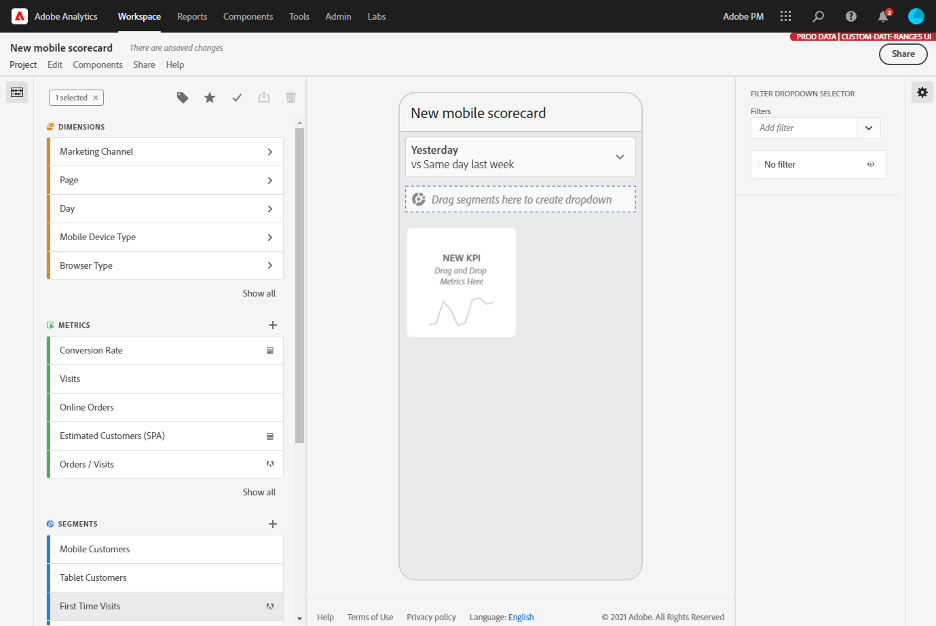 Adobe Analytics
Workspace
Reports
Components
Tools
Admin
Labs
Adobe PM
3
PROD DATA | CUSTOM-DATE-RANGES UI
New mobile scorecard
There are unsaved changes
Project
Edit
Components
Share
Help
Share
1 selected
DIMENSIONS
Marketing Channel
Page
Day
Mobile Device Type
Browser Type
Show all
METRICS
Conversion Rate
Visits
Online Orders
Estimated Customers (SPA)
Orders / Visits
Show all
SEGMENTS
Mobile Customers
Tablet Customers
First Time Visits
New mobile scorecard
Yesterday
vs Same day last week
Drag segments here to create dropdown
NEW KPI
Drag and Drop
Metrics Here
FILTER DROPDOWN SELECTOR
Filters
Add filter
No filter
Help
Terms of Use
Privacy policy
Language: English
© 2021 Adobe. All Rights Reserved